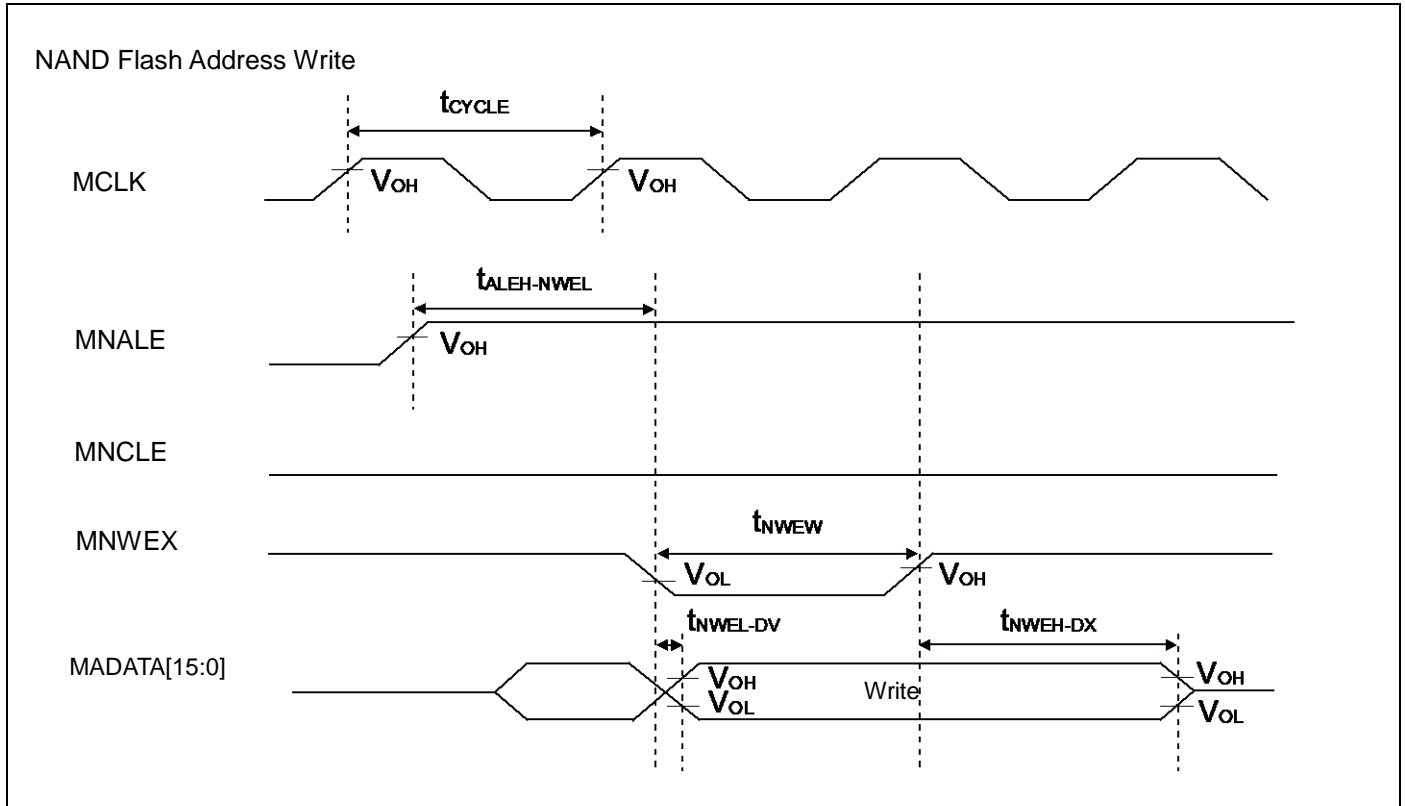 NAND Flash Address Write
tCYCLE
MCLK
VOH
VOH
tALEH-NWEL
MNALE
VOH
MNCLE
tNWEW
MNWEX
VOL
VOH
tNWEL-DV
tNWEH-DX
MADATA[15:0]
VOH
Write
VOH
VOL
VOL